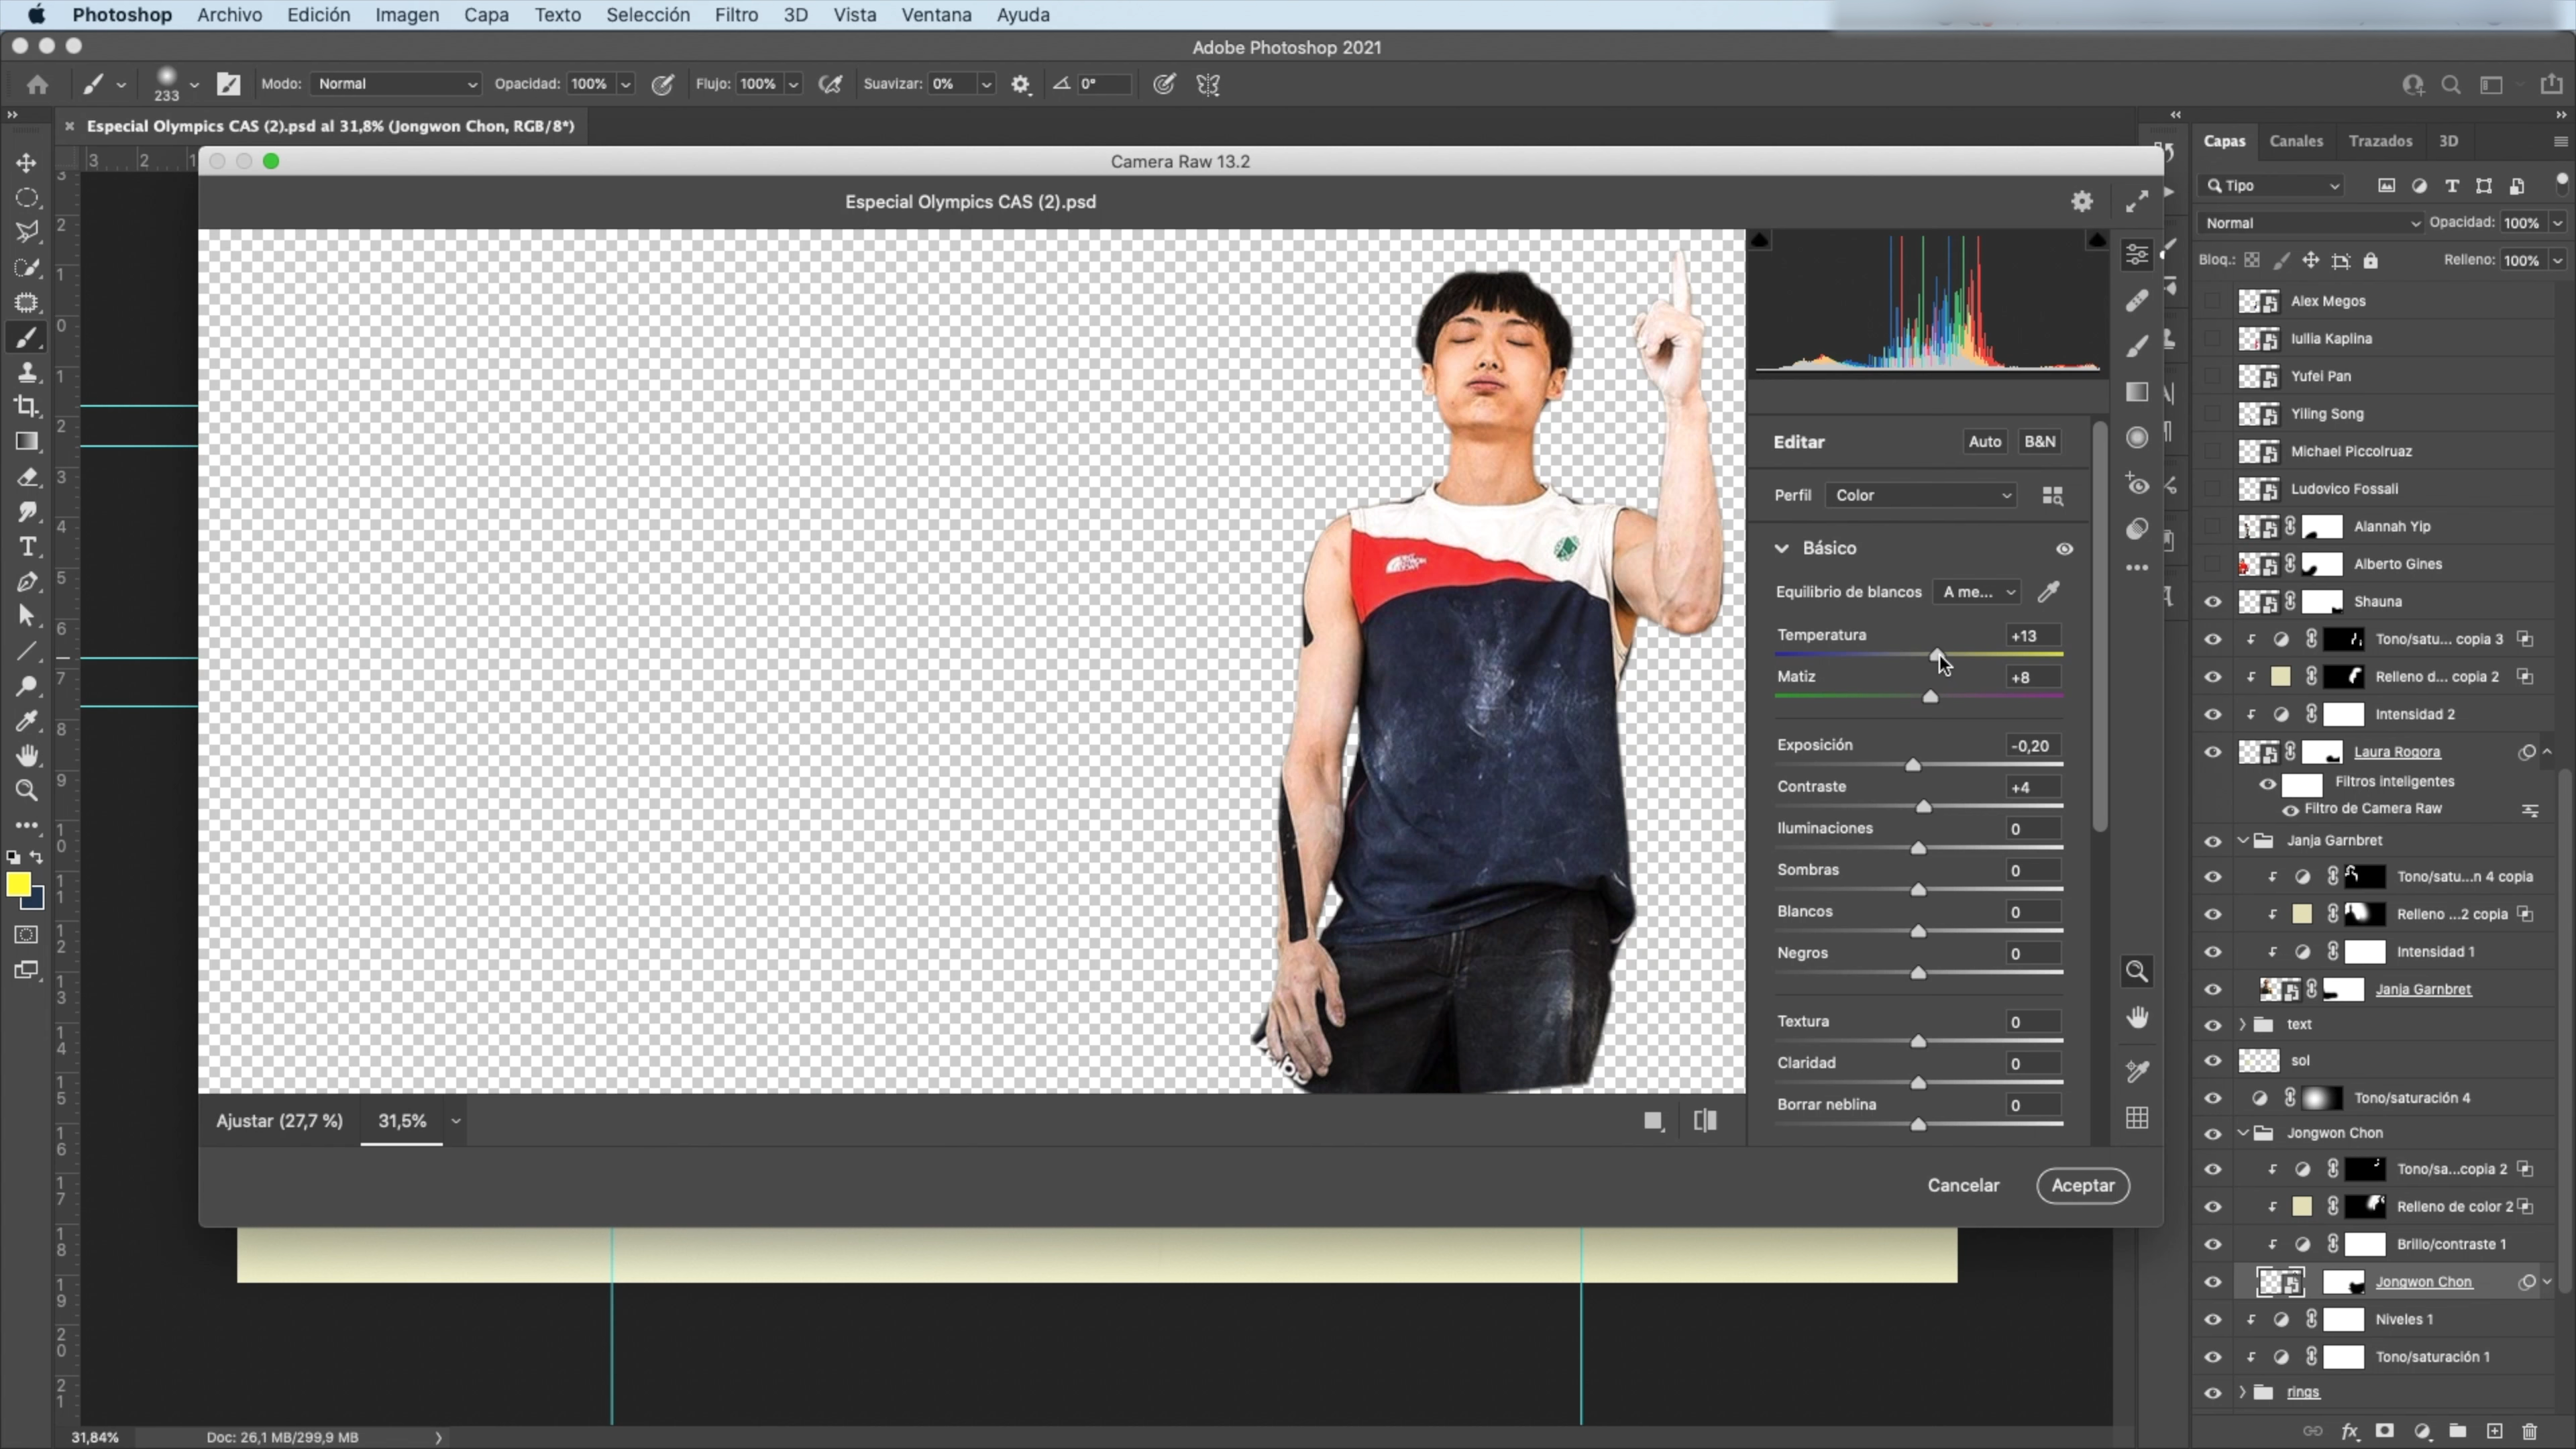 Photoshop Archivo Edición Imagen Capa Texto Selección Filtro 3D Vista Ventana Ayuda
Adobe Photoshop 2021
233 Modo: Normal Opacidad: 100% Flujo: 100% Suavizar: 0% 0°
Especial Olympics CAS (2).psd al 31,8% (Jongwon Chon, RGB/8*)
Camera Raw 13.2
Especial Olympics CAS (2).psd
Editar Auto B&N
Perfil Color
Básico
Equilibrio de blancos A me...
Temperatura +13
Matiz +8
Exposición -0,20
Contraste +4
Iluminaciones 0
Sombras 0
Blancos 0
Negros 0
Textura 0
Claridad 0
Borrar neblina 0
Ajustar (27,7 %) 31,5%
Cancelar Aceptar
Capas Canales Trazados 3D
Tipo
Normal Opacidad: 100%
Bloq.: Relleno: 100%
Alex Megos
Iullia Kaplina
Yufei Pan
Yiling Song
Michael Piccolruaz
Ludovico Fossali
Alannah Yip
Alberto Gines
Shauna
Tono/satu... copia 3
Relleno d... copia 2
Intensidad 2
Laura Rogora
Filtros inteligentes
Filtro de Camera Raw
Janja Garnbret
Tono/satu...n 4 copia
Relleno ...2 copia
Intensidad 1
Janja Garnbret
text
sol
Tono/saturación 4
Jongwon Chon
Tono/sa...copia 2
Relleno de color 2
Brillo/contraste 1
Jongwon Chon
Niveles 1
Tono/saturación 1
rings
31,84% Doc: 26,1 MB/299,9 MB